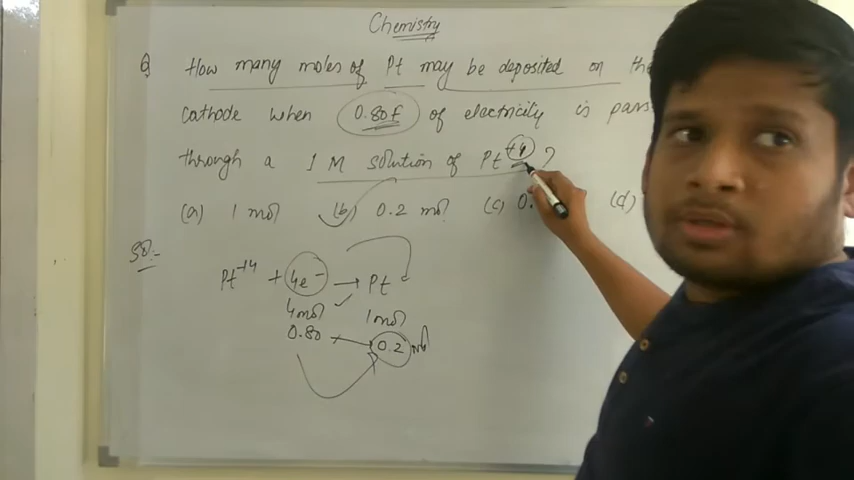 Chemistry
Q How many moles of Pt may be deposited on the
cathode when 0.80F of electricity is pass
through a 1 M solution of Pt+4 ?
(a) 1 mol (b) 0.2 mol (c) (d)
Sol:-
Pt+4 + 4e- → Pt
4mol 1mol
0.80 → 0.2 mol